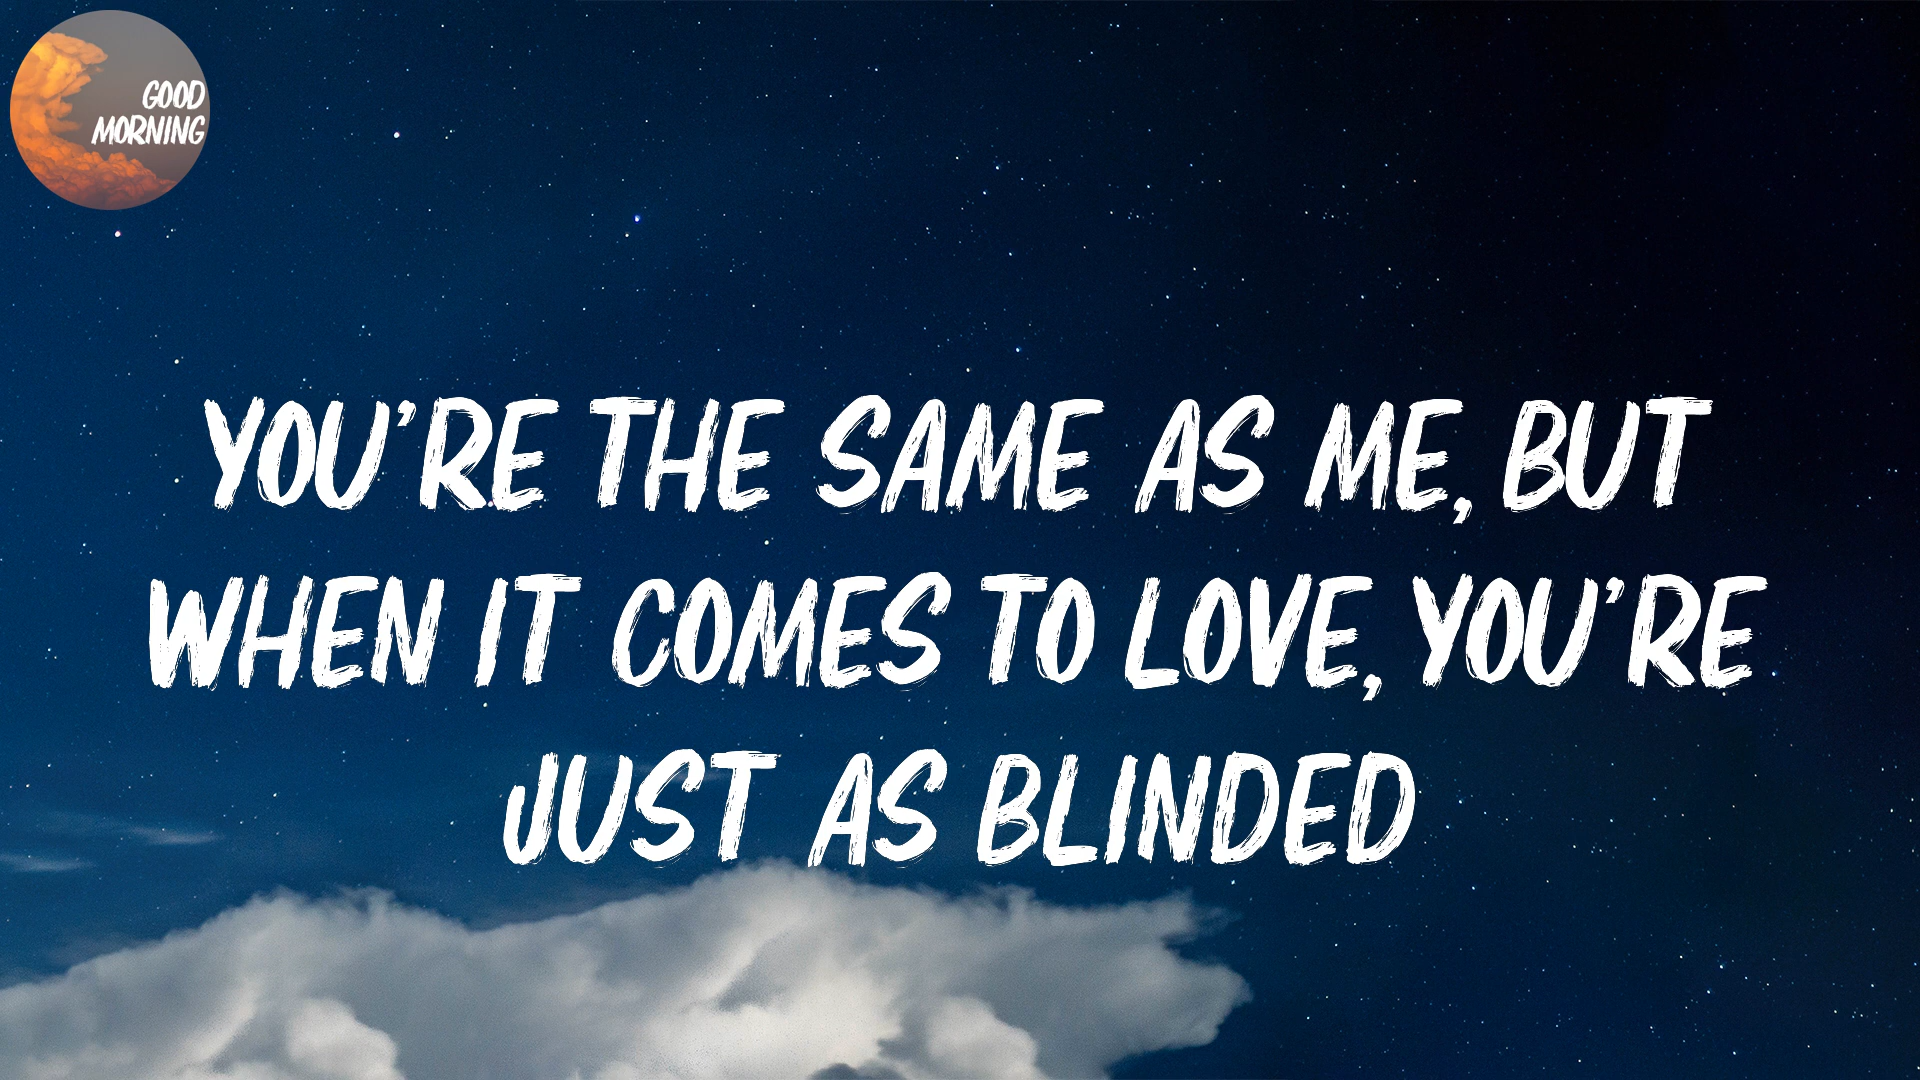 GOOD
MORNING
YOU'RE THE SAME AS ME, BUT
WHEN IT COMES TO LOVE, YOU'RE
JUST AS BLINDED